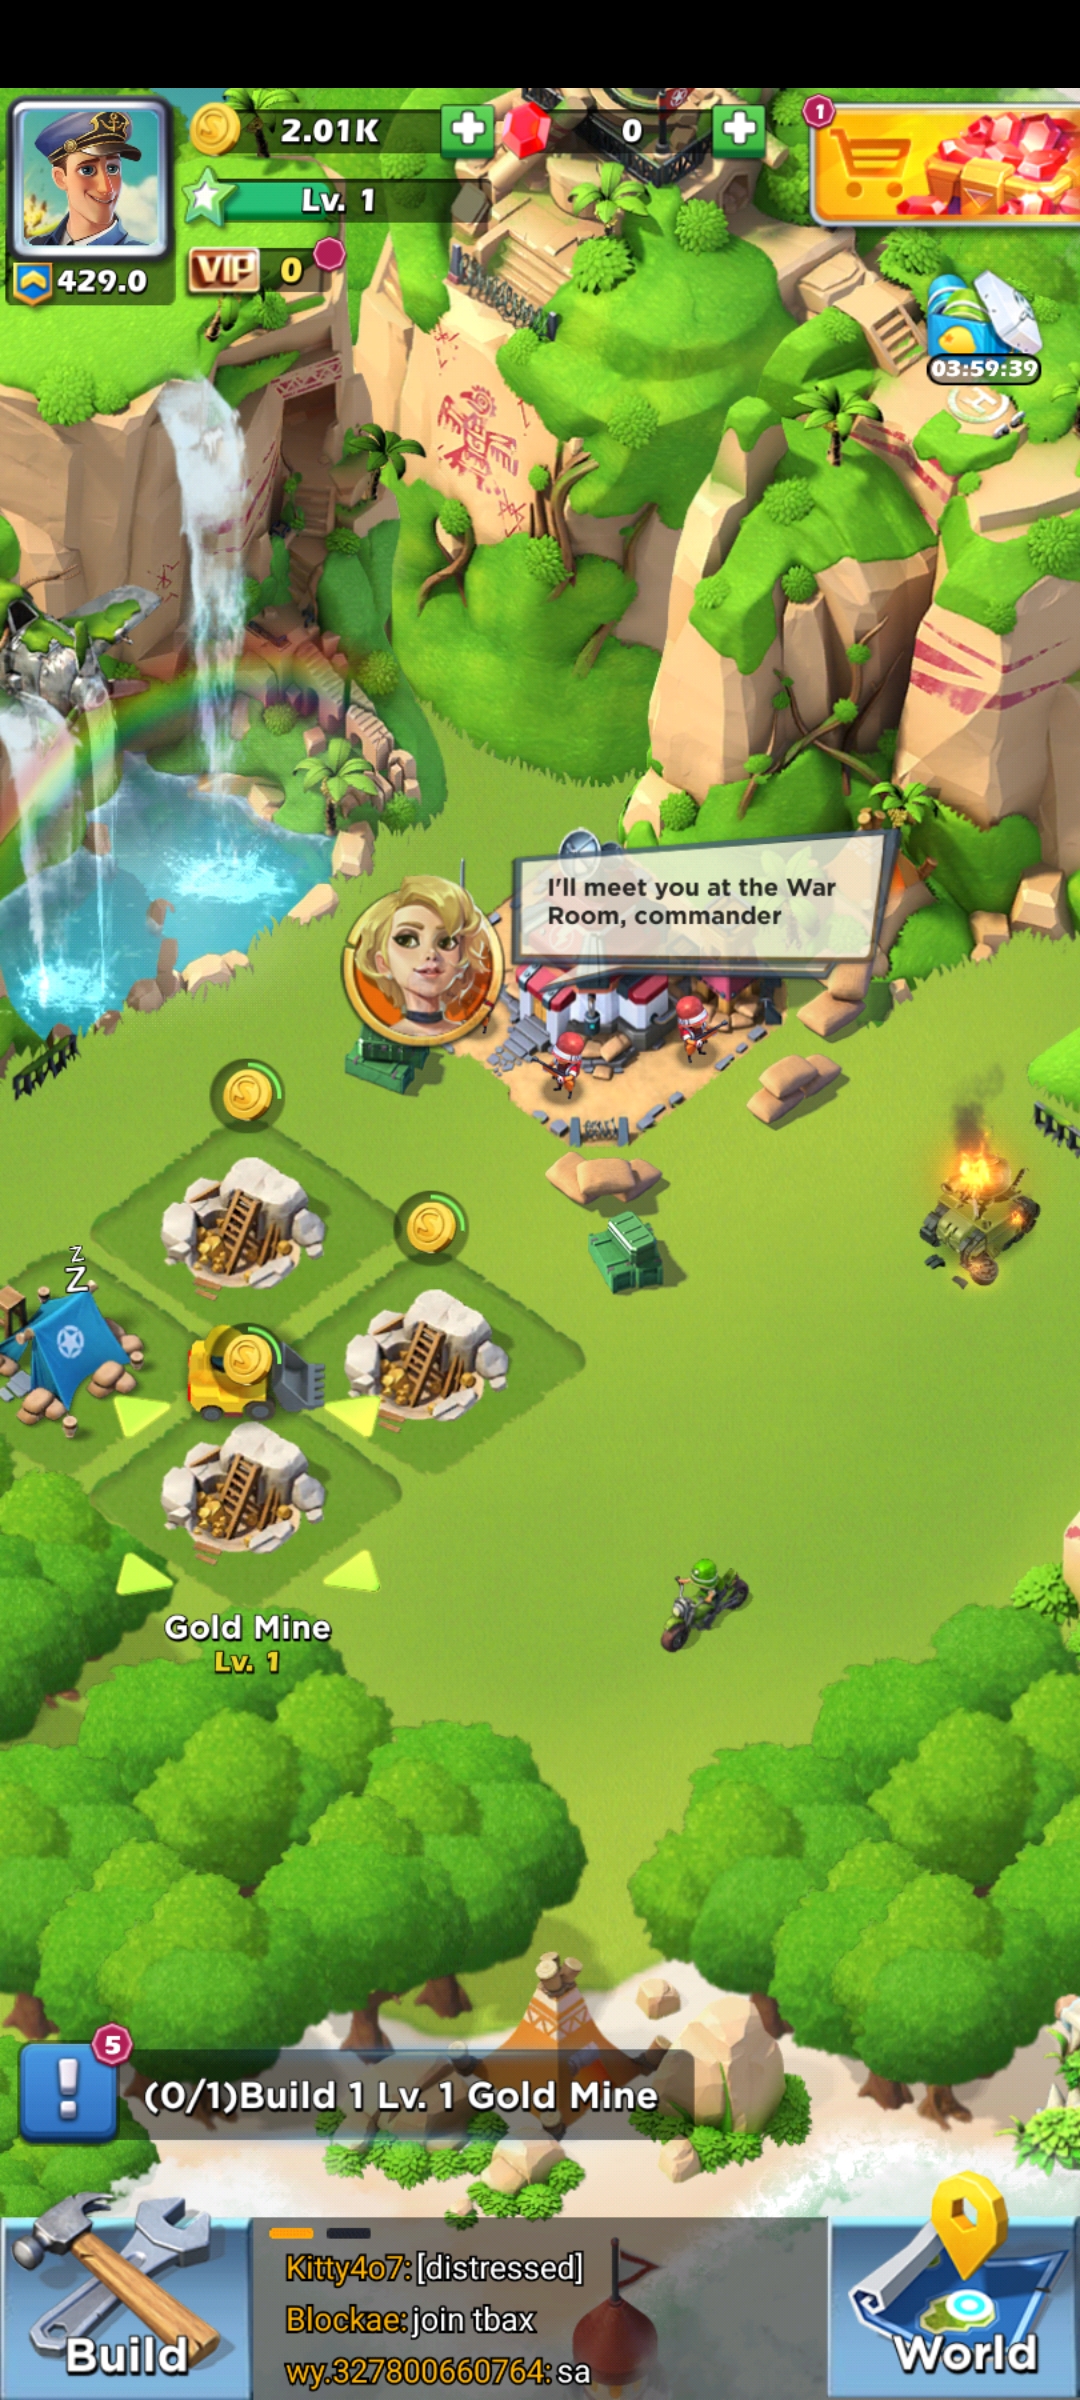 2.01K
0
1
Lv. 1
VIP 0
429.0
03:59:39
I'll meet you at the War
Room, commander
z
Z
Gold Mine
Lv. 1
5
(0/1)Build 1 Lv. 1 Gold Mine
Kitty4o7:[distressed]
Blockae:join tbax
wy.327800660764:sa
Build
World